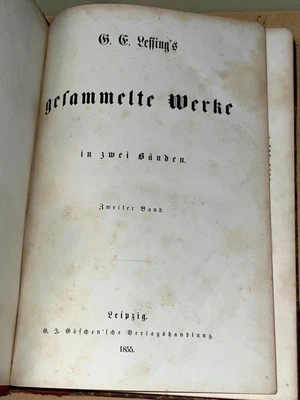 G. E. Lessing's
gesammelte Werke
in zwei Bänden.
Zweiter Band.
Leipzig.
G. J. Göschen'sche Verlagshandlung.
1855.